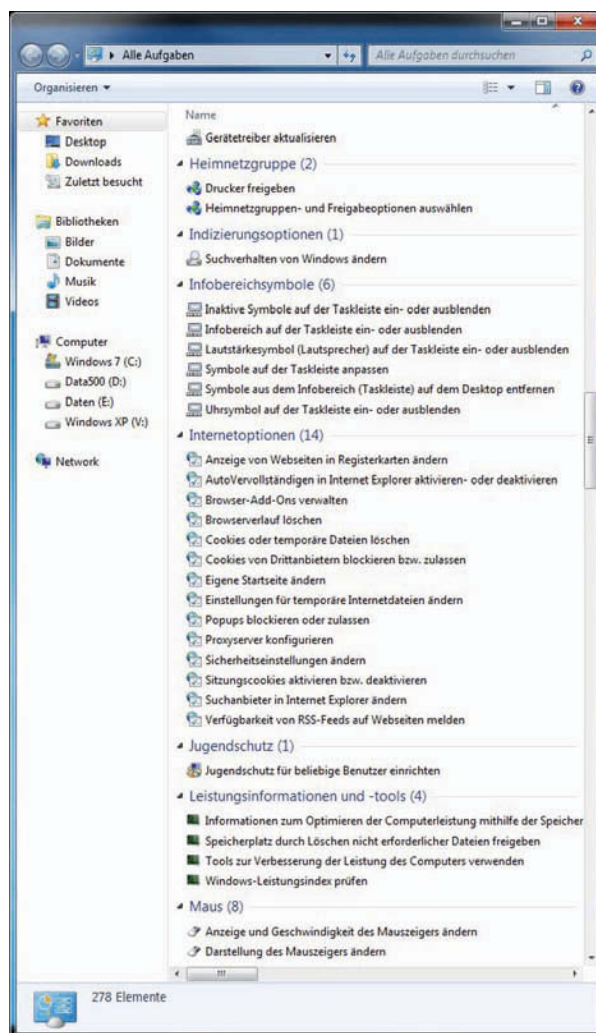 Alle Aufgaben
Alle Aufgaben durchsuchen
Organisieren
Favoriten
Desktop
Downloads
Zuletzt besucht
Bibliotheken
Bilder
Dokumente
Musik
Videos
Computer
Windows 7 (C:)
Data500 (D:)
Daten (E:)
Windows XP (V:)
Network
Name
Gerätetreiber aktualisieren
Heimnetzgruppe (2)
Drucker freigeben
Heimnetzgruppen- und Freigabeoptionen auswählen
Indizierungsoptionen (1)
Suchverhalten von Windows ändern
Infobereichsymbole (6)
Inaktive Symbole auf der Taskleiste ein- oder ausblenden
Infobereich auf der Taskleiste ein- oder ausblenden
Lautstärkesymbol (Lautsprecher) auf der Taskleiste ein- oder ausblenden
Symbole auf der Taskleiste anpassen
Symbole aus dem Infobereich (Taskleiste) auf dem Desktop entfernen
Uhrsymbol auf der Taskleiste ein- oder ausblenden
Internetoptionen (14)
Anzeige von Webseiten in Registerkarten ändern
AutoVervollständigen in Internet Explorer aktivieren- oder deaktivieren
Browser-Add-Ons verwalten
Browserverlauf löschen
Cookies oder temporäre Dateien löschen
Cookies von Drittanbietern blockieren bzw. zulassen
Eigene Startseite ändern
Einstellungen für temporäre Internetdateien ändern
Popups blockieren oder zulassen
Proxyserver konfigurieren
Sicherheitseinstellungen ändern
Sitzungscookies aktivieren bzw. deaktivieren
Suchanbieter in Internet Explorer ändern
Verfügbarkeit von RSS-Feeds auf Webseiten melden
Jugendschutz (1)
Jugendschutz für beliebige Benutzer einrichten
Leistungsinformationen und -tools (4)
Informationen zum Optimieren der Computerleistung mithilfe der Speicher
Speicherplatz durch Löschen nicht erforderlicher Dateien freigeben
Tools zur Verbesserung der Leistung des Computers verwenden
Windows-Leistungsindex prüfen
Maus (8)
Anzeige und Geschwindigkeit des Mauszeigers ändern
Darstellung des Mauszeigers ändern
278 Elemente